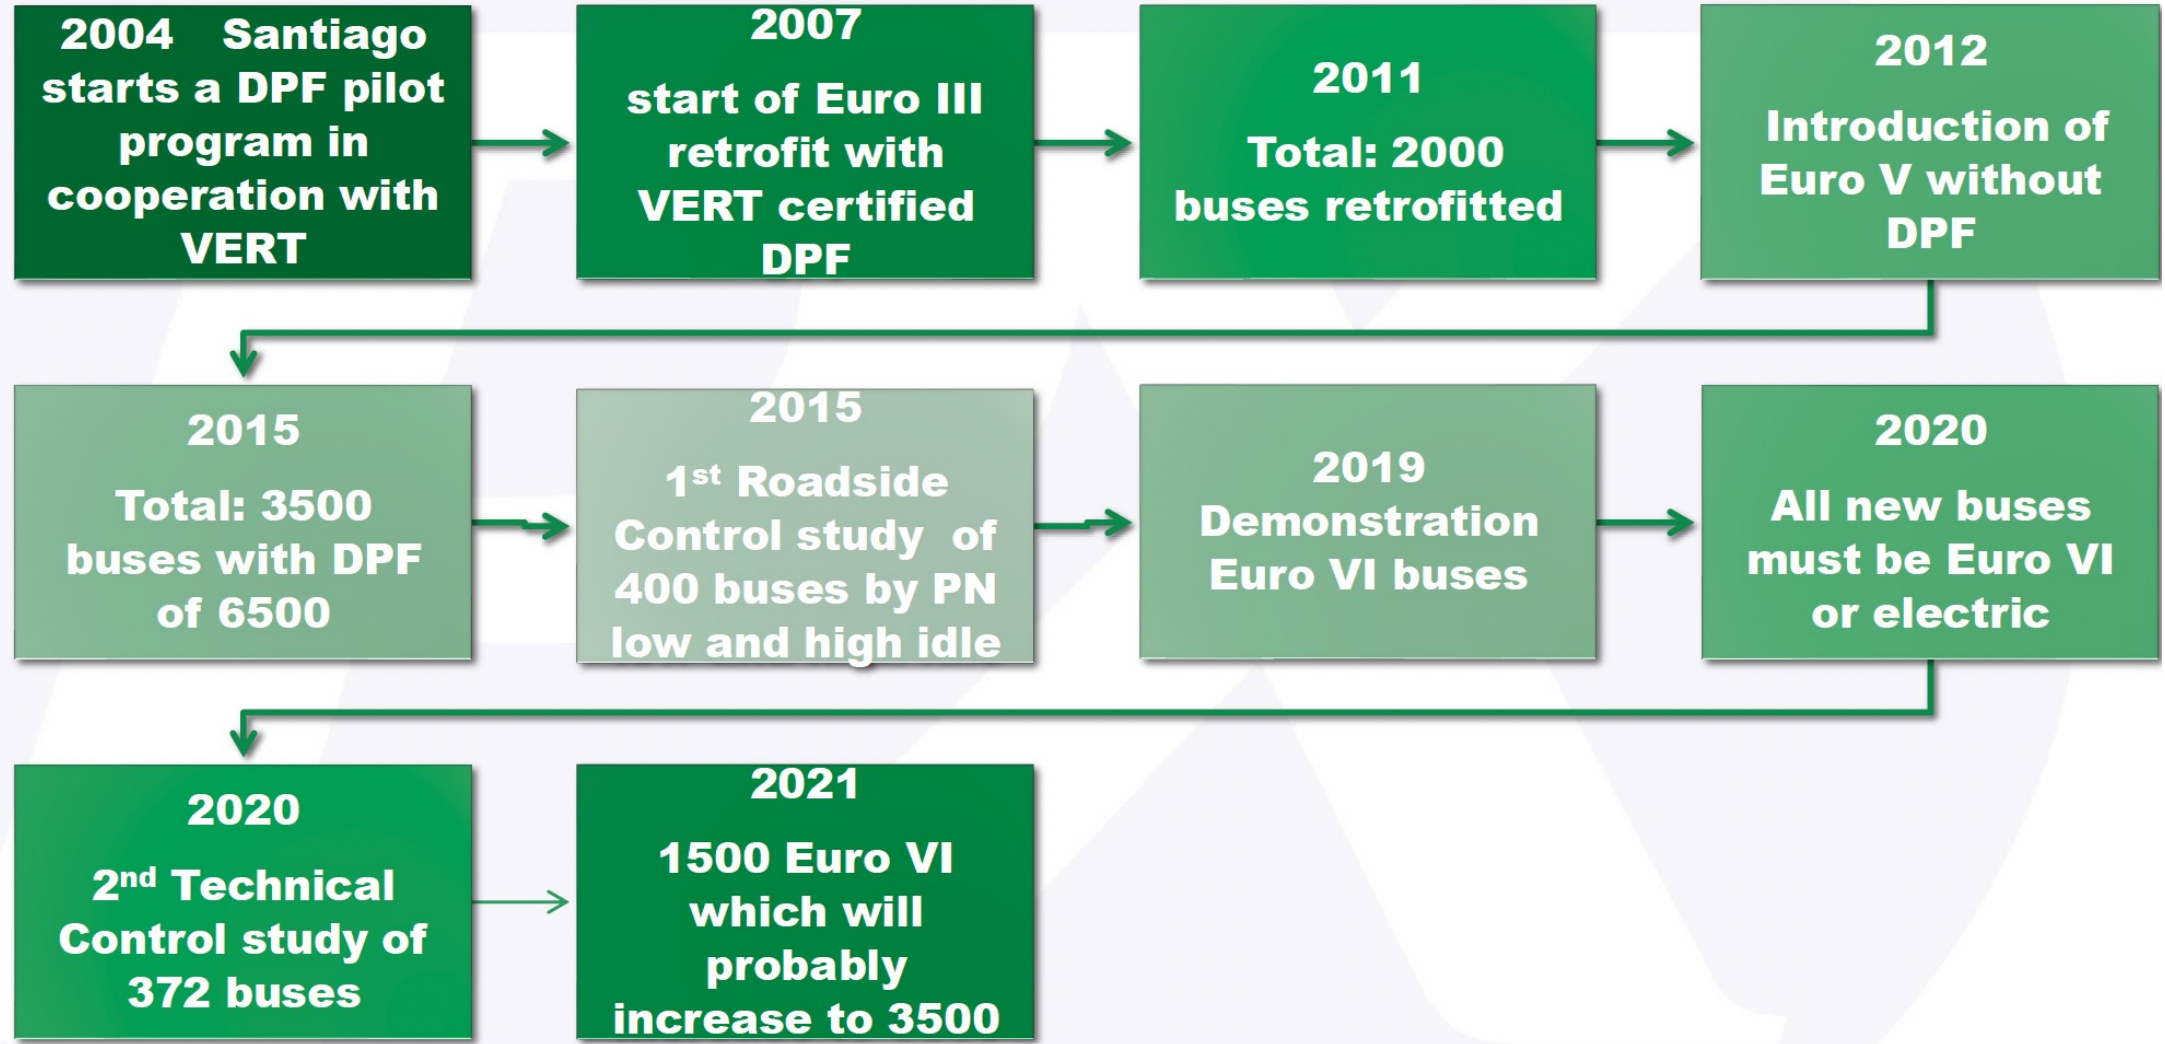 2004 Santiago
starts a DPF pilot
program in
cooperation with
VERT
2007
start of Euro III
retrofit with
VERT certified
DPF
2011
Total: 2000
buses retrofitted
2012
Introduction of
Euro V without
DPF
2015
Total: 3500
buses with DPF
of 6500
2015
1st Roadside
Control study of
400 buses by PN
low and high idle
2019
Demonstration
Euro VI buses
2020
All new buses
must be Euro VI
or electric
2020
2nd Technical
Control study of
372 buses
2021
1500 Euro VI
which will
probably
increase to 3500